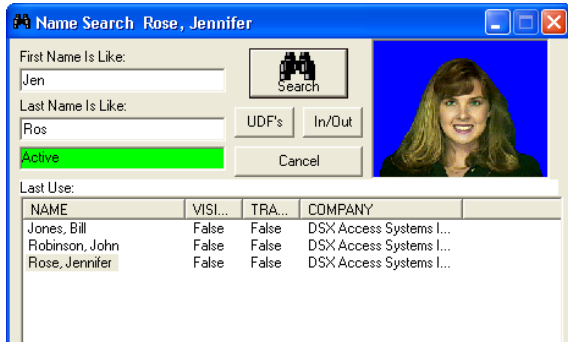 Name Search  Rose, Jennifer
First Name Is Like:
Jen
Search
Last Name Is Like:
Ros
UDF's
In/Out
Active
Cancel
Last Use:
NAME VISI... TRA... COMPANY
Jones, Bill False False DSX Access Systems I...
Robinson, John False False DSX Access Systems I...
Rose, Jennifer False False DSX Access Systems I...